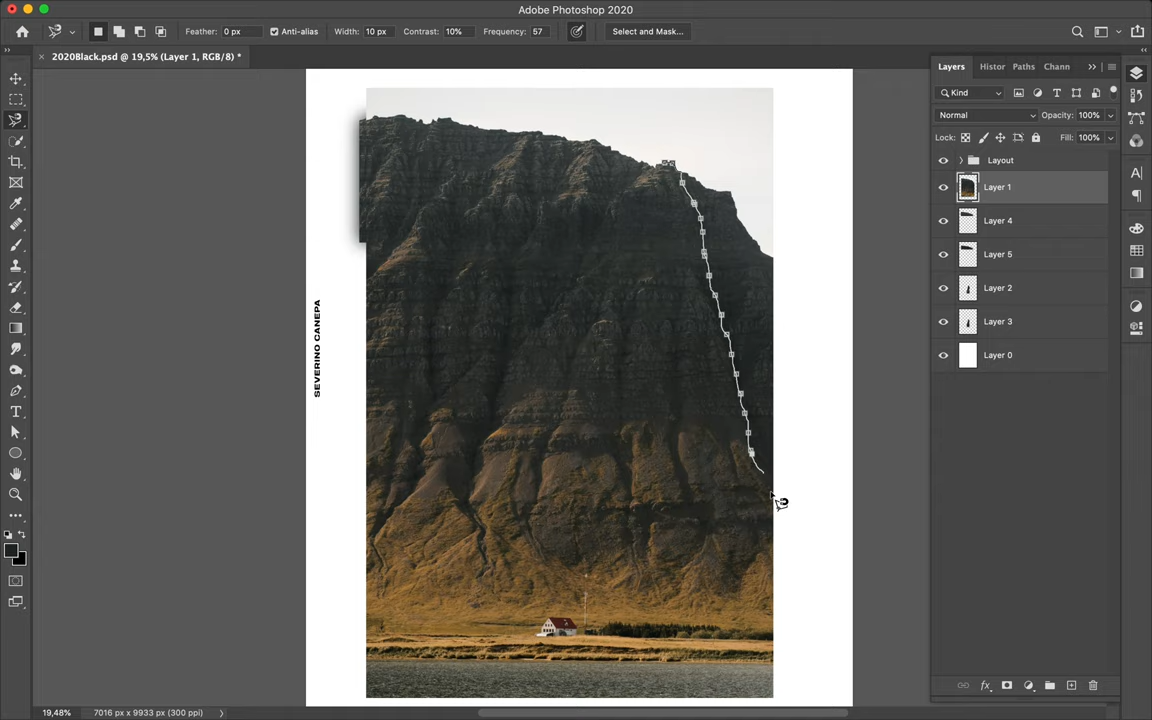 Adobe Photoshop 2020
Feather: 0 px
Anti-alias
Width: 10 px
Contrast: 10%
Frequency: 57
Select and Mask...
2020Black.psd @ 19,5% (Layer 1, RGB/8) *
Layers
Histor
Paths
Chann
Kind
Normal
Opacity: 100%
Lock:
Fill: 100%
Layout
Layer 1
Layer 4
Layer 5
Layer 2
Layer 3
Layer 0
SEVERINO CANEPA
19,48%
7016 px x 9933 px (300 ppi)